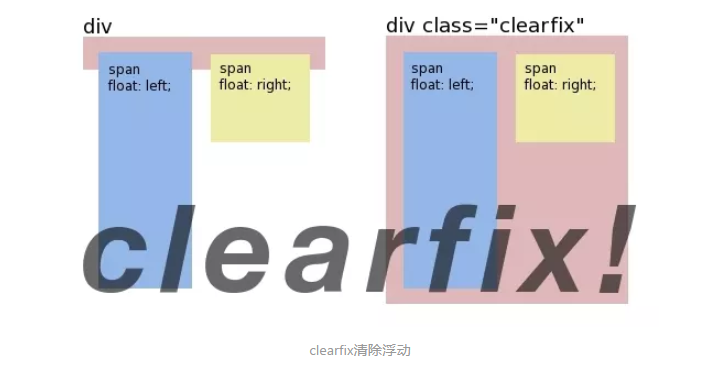 div
span
float: left;
span
float: right;
div class="clearfix"
span
float: left;
span
float: right;
clearfix!
clearfix清除浮动